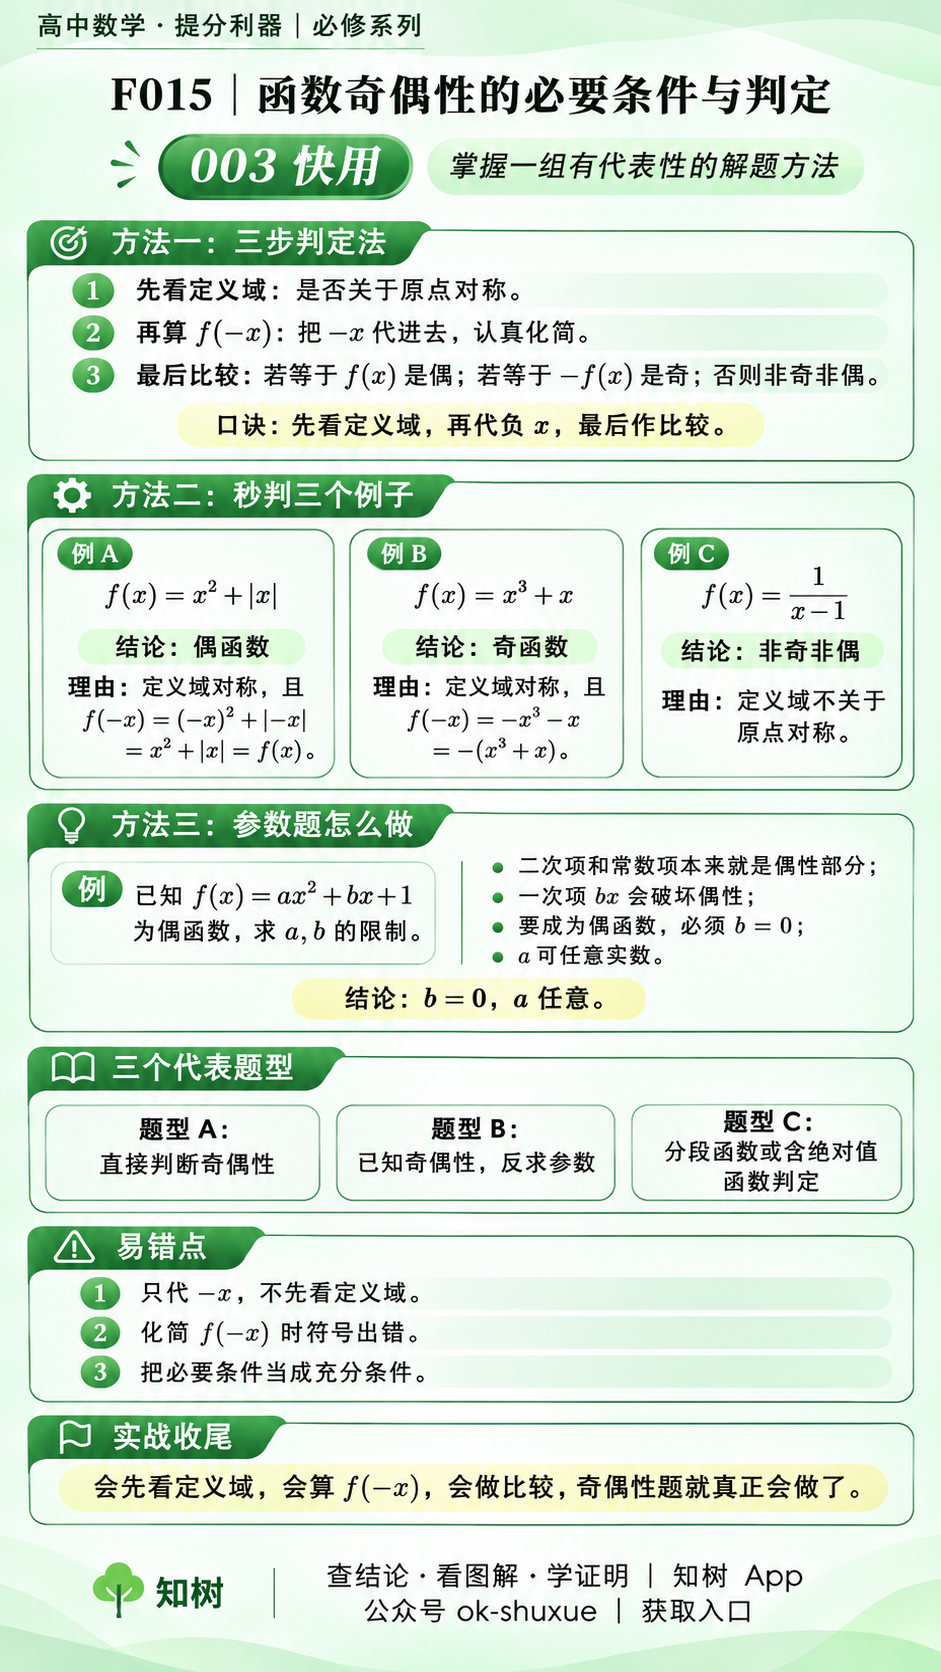 高中数学 · 提分利器｜必修系列
F015｜函数奇偶性的必要条件与判定
003 快用
掌握一组有代表性的解题方法
方法一：三步判定法
1 先看定义域：是否关于原点对称。
2 再算 f(−x)：把 −x 代进去，认真化简。
3 最后比较：若等于 f(x) 是偶；若等于 −f(x) 是奇；否则非奇非偶。
口诀：先看定义域，再代负 x，最后作比较。
方法二：秒判三个例子
例 A
f(x) = x² + |x|
结论：偶函数
理由：定义域对称，且
f(−x) = (−x)² + |−x|
= x² + |x| = f(x)。
例 B
f(x) = x³ + x
结论：奇函数
理由：定义域对称，且
f(−x) = −x³ − x
= −(x³ + x)。
例 C
f(x) = 1/(x−1)
结论：非奇非偶
理由：定义域不关于
原点对称。
方法三：参数题怎么做
例 已知 f(x) = ax² + bx + 1
为偶函数，求 a, b 的限制。
• 二次项和常数项本来就是偶性部分；
• 一次项 bx 会破坏偶性；
• 要成为偶函数，必须 b = 0；
• a 可任意实数。
结论：b = 0，a 任意。
三个代表题型
题型 A：
直接判断奇偶性
题型 B：
已知奇偶性，反求参数
题型 C：
分段函数或含绝对值
函数判定
易错点
1 只代 −x，不先看定义域。
2 化简 f(−x) 时符号出错。
3 把必要条件当成充分条件。
实战收尾
会先看定义域，会算 f(−x)，会做比较，奇偶性题就真正会做了。
知树
查结论 · 看图解 · 学证明｜知树 App
公众号 ok-shuxue｜获取入口